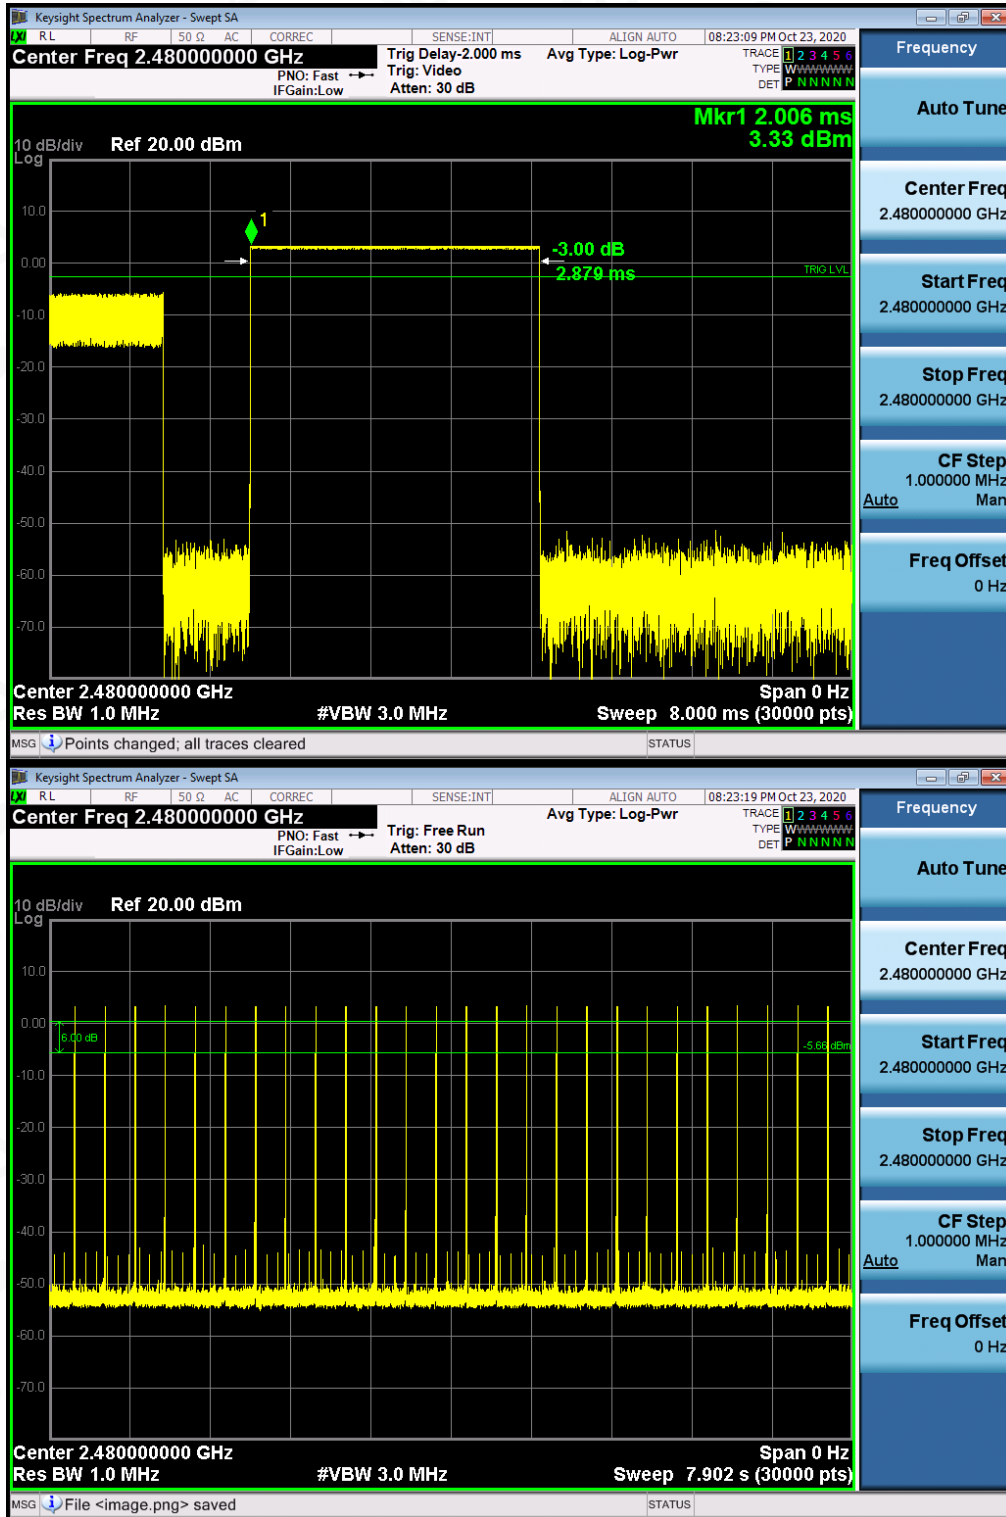 Keysight Spectrum Analyzer - Swept SA
LXI RL RF 50 Ω AC CORREC SENSE:INT ALIGN AUTO 08:23:09 PM Oct 23, 2020
Center Freq 2.480000000 GHz
PNO: Fast
IFGain:Low
Trig Delay-2.000 ms
Trig: Video
Atten: 30 dB
Avg Type: Log-Pwr
TRACE 1 2 3 4 5 6
TYPE WWWWWW
DET P N N N N N
Mkr1 2.006 ms
3.33 dBm
10 dB/div Ref 20.00 dBm
Log
10.0
1
-3.00 dB
0.00
2.879 ms
TRIG LVL
-10.0
-20.0
-30.0
-40.0
-50.0
-60.0
-70.0
Center 2.480000000 GHz Span 0 Hz
Res BW 1.0 MHz #VBW 3.0 MHz Sweep 8.000 ms (30000 pts)
MSG Points changed; all traces cleared STATUS
Frequency
Auto Tune
Center Freq
2.480000000 GHz
Start Freq
2.480000000 GHz
Stop Freq
2.480000000 GHz
CF Step
1.000000 MHz
Auto Man
Freq Offset
0 Hz
Keysight Spectrum Analyzer - Swept SA
LXI RL RF 50 Ω AC CORREC SENSE:INT ALIGN AUTO 08:23:19 PM Oct 23, 2020
Center Freq 2.480000000 GHz
PNO: Fast
IFGain:Low
Trig: Free Run
Atten: 30 dB
Avg Type: Log-Pwr
TRACE 1 2 3 4 5 6
TYPE WWWWWW
DET P N N N N N
10 dB/div Ref 20.00 dBm
Log
10.0
0.00
6.00 dB
-5.66 dBm
-10.0
-20.0
-30.0
-40.0
-50.0
-60.0
-70.0
Center 2.480000000 GHz Span 0 Hz
Res BW 1.0 MHz #VBW 3.0 MHz Sweep 7.902 s (30000 pts)
MSG File <image.png> saved STATUS
Frequency
Auto Tune
Center Freq
2.480000000 GHz
Start Freq
2.480000000 GHz
Stop Freq
2.480000000 GHz
CF Step
1.000000 MHz
Auto Man
Freq Offset
0 Hz